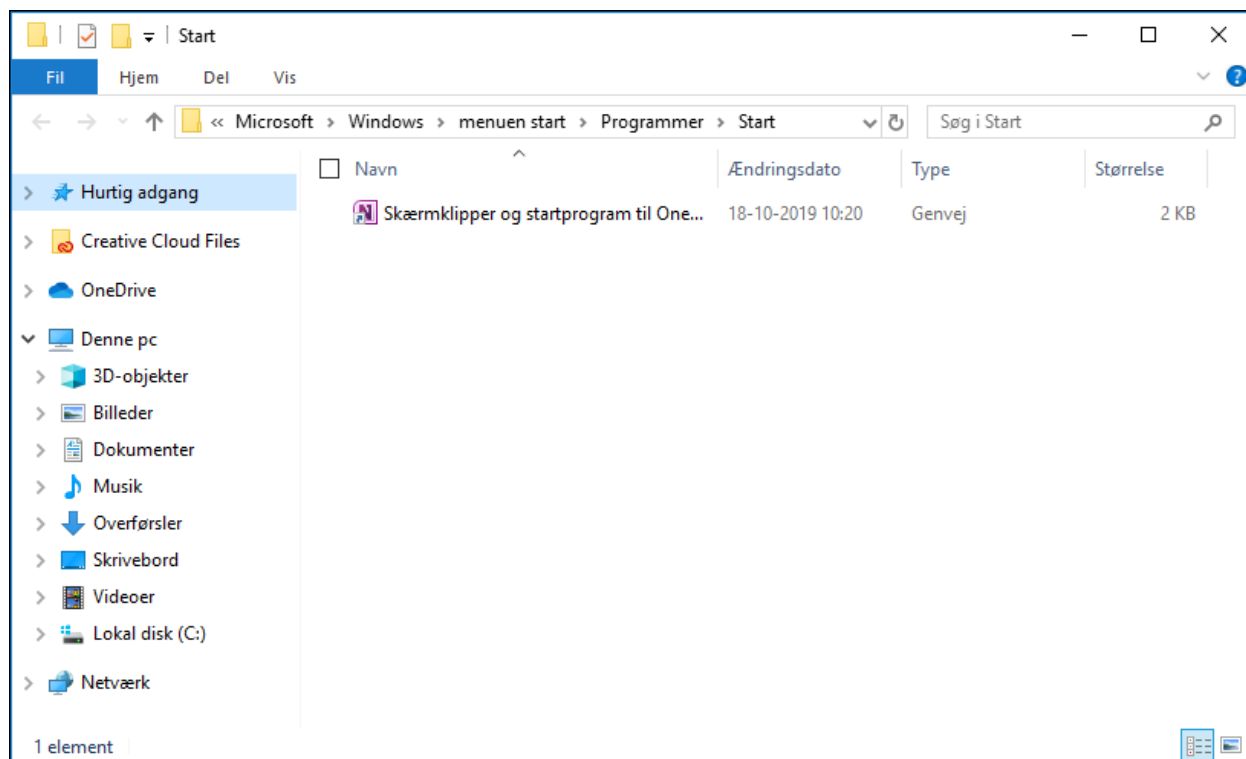 Start
Fil Hjem Del Vis
« Microsoft › Windows › menuen start › Programmer › Start
Søg i Start
Navn Ændringsdato Type Størrelse
Skærmklipper og startprogram til One... 18-10-2019 10:20 Genvej 2 KB
Hurtig adgang
Creative Cloud Files
OneDrive
Denne pc
3D-objekter
Billeder
Dokumenter
Musik
Overførsler
Skrivebord
Videoer
Lokal disk (C:)
Netværk
1 element